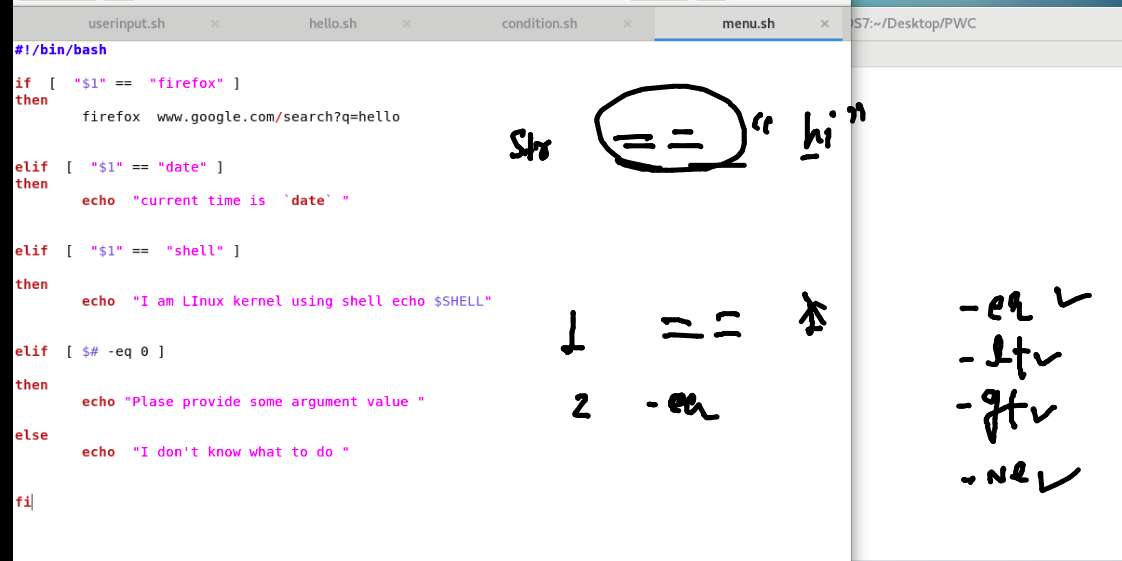 userinput.sh × hello.sh × condition.sh × menu.sh × OS7:~/Desktop/PWC
#!/bin/bash
if [ "$1" == "firefox" ]
then
firefox www.google.com/search?q=hello
str == "hi"
elif [ "$1" == "date" ]
then
echo "current time is `date` "
elif [ "$1" == "shell" ]
then
echo "I am LInux kernel using shell echo $SHELL"
1 ==
elif [ $# -eq 0 ]
then
echo "Plase provide some argument value "
2 -eq
else
echo "I don't know what to do "
fi
-eq ✓
-lt ✓
-gt ✓
-ne ✓